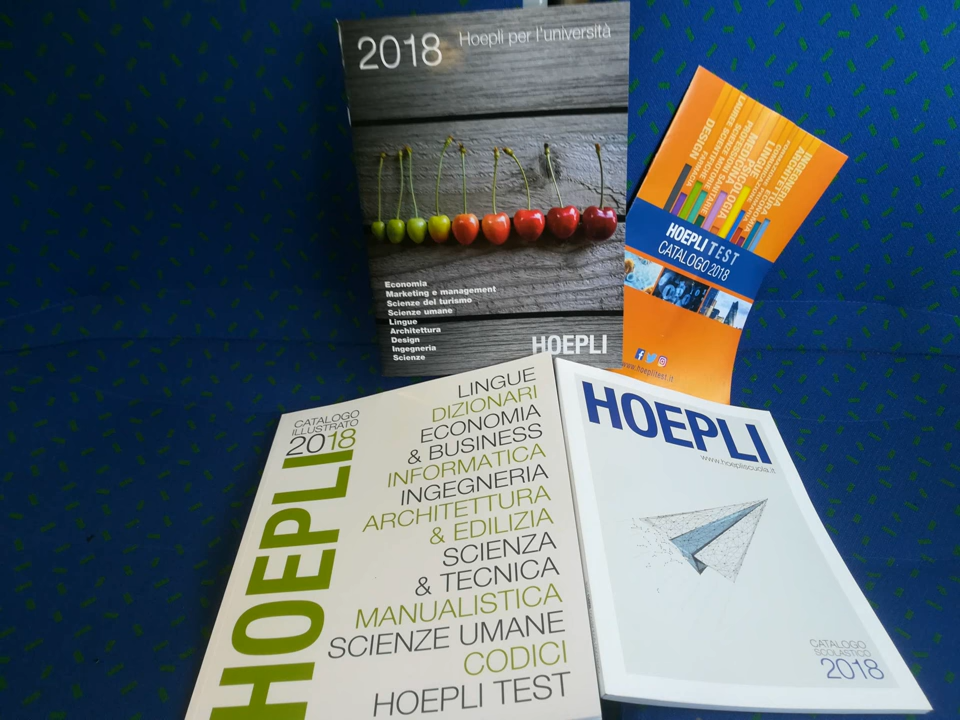 2018 Hoepli per l'università
Economia
Marketing e management
Scienze del turismo
Scienze umane
Lingue
Architettura
Design
Ingegneria
Scienze
HOEPLI
DESIGN
HOEPLI TEST
CATALOGO 2018
www.hoeplitest.it
CATALOGO
ILLUSTRATO
2018
HOEPLI
LINGUE
DIZIONARI
ECONOMIA
& BUSINESS
INFORMATICA
INGEGNERIA
ARCHITETTURA
& EDILIZIA
SCIENZA
& TECNICA
MANUALISTICA
SCIENZE UMANE
CODICI
HOEPLI TEST
HOEPLI
www.hoepliscuola.it
CATALOGO
SCOLASTICO
2018